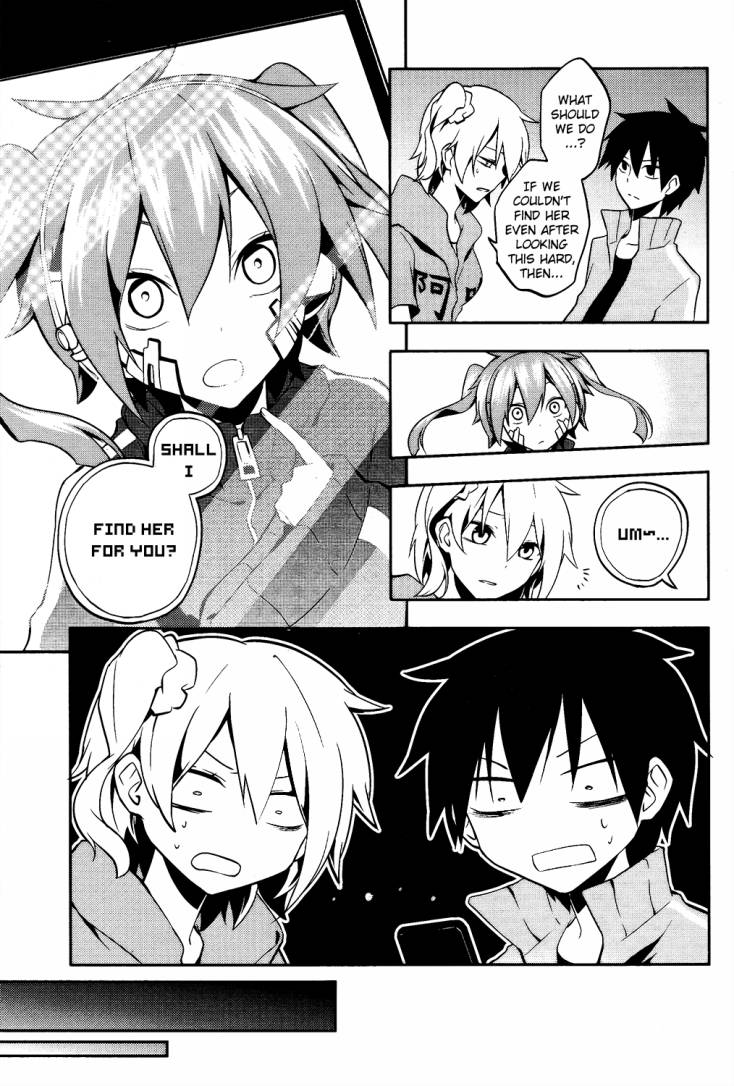 WHAT
SHOULD
WE DO
...?
IF WE
COULDN'T
FIND HER
EVEN AFTER
LOOKING
THIS HARD,
THEN...
UM~...
SHALL
I
FIND HER
FOR YOU?
阿